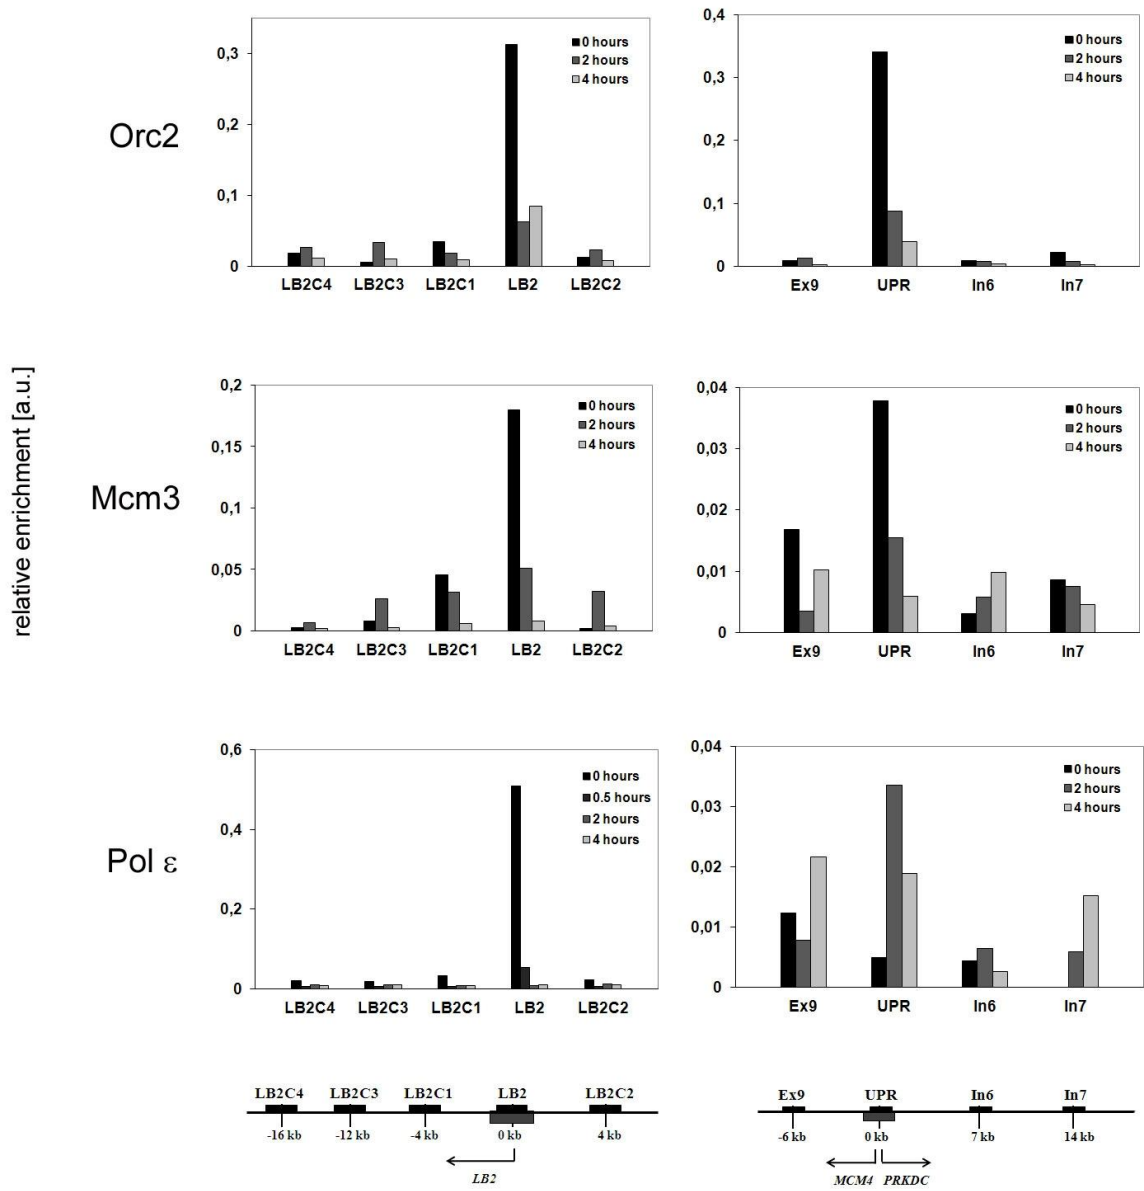 relative enrichment [a.u.]
Orc2
0,3
0,2
0,1
0
0 hours
2 hours
4 hours
LB2C4 LB2C3 LB2C1 LB2 LB2C2
0,4
0,3
0,2
0,1
0
0 hours
2 hours
4 hours
Ex9 UPR In6 In7
Mcm3
0,2
0,15
0,1
0,05
0
0 hours
2 hours
4 hours
LB2C4 LB2C3 LB2C1 LB2 LB2C2
0,04
0,03
0,02
0,01
0
0 hours
2 hours
4 hours
Ex9 UPR In6 In7
Pol ε
0,6
0,4
0,2
0
0 hours
0.5 hours
2 hours
4 hours
LB2C4 LB2C3 LB2C1 LB2 LB2C2
0,04
0,03
0,02
0,01
0
0 hours
2 hours
4 hours
Ex9 UPR In6 In7
LB2C4 LB2C3 LB2C1 LB2 LB2C2
-16 kb -12 kb -4 kb 0 kb 4 kb
LB2
Ex9 UPR In6 In7
-6 kb 0 kb 7 kb 14 kb
MCM4 PRKDC